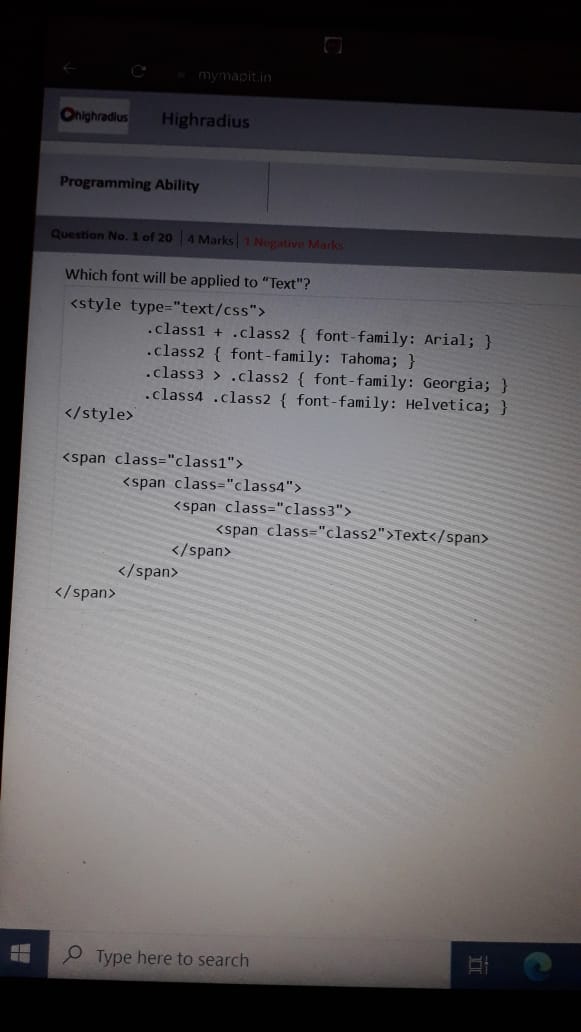 mymapit.in
highradius
Highradius
Programming Ability
Question No. 1 of 20 | 4 Marks | 1 Negative Marks
Which font will be applied to "Text"?
<style type="text/css">
.class1 + .class2 { font-family: Arial; }
.class2 { font-family: Tahoma; }
.class3 > .class2 { font-family: Georgia; }
.class4 .class2 { font-family: Helvetica; }
</style>
<span class="class1">
<span class="class4">
<span class="class3">
<span class="class2">Text</span>
</span>
</span>
</span>
Type here to search